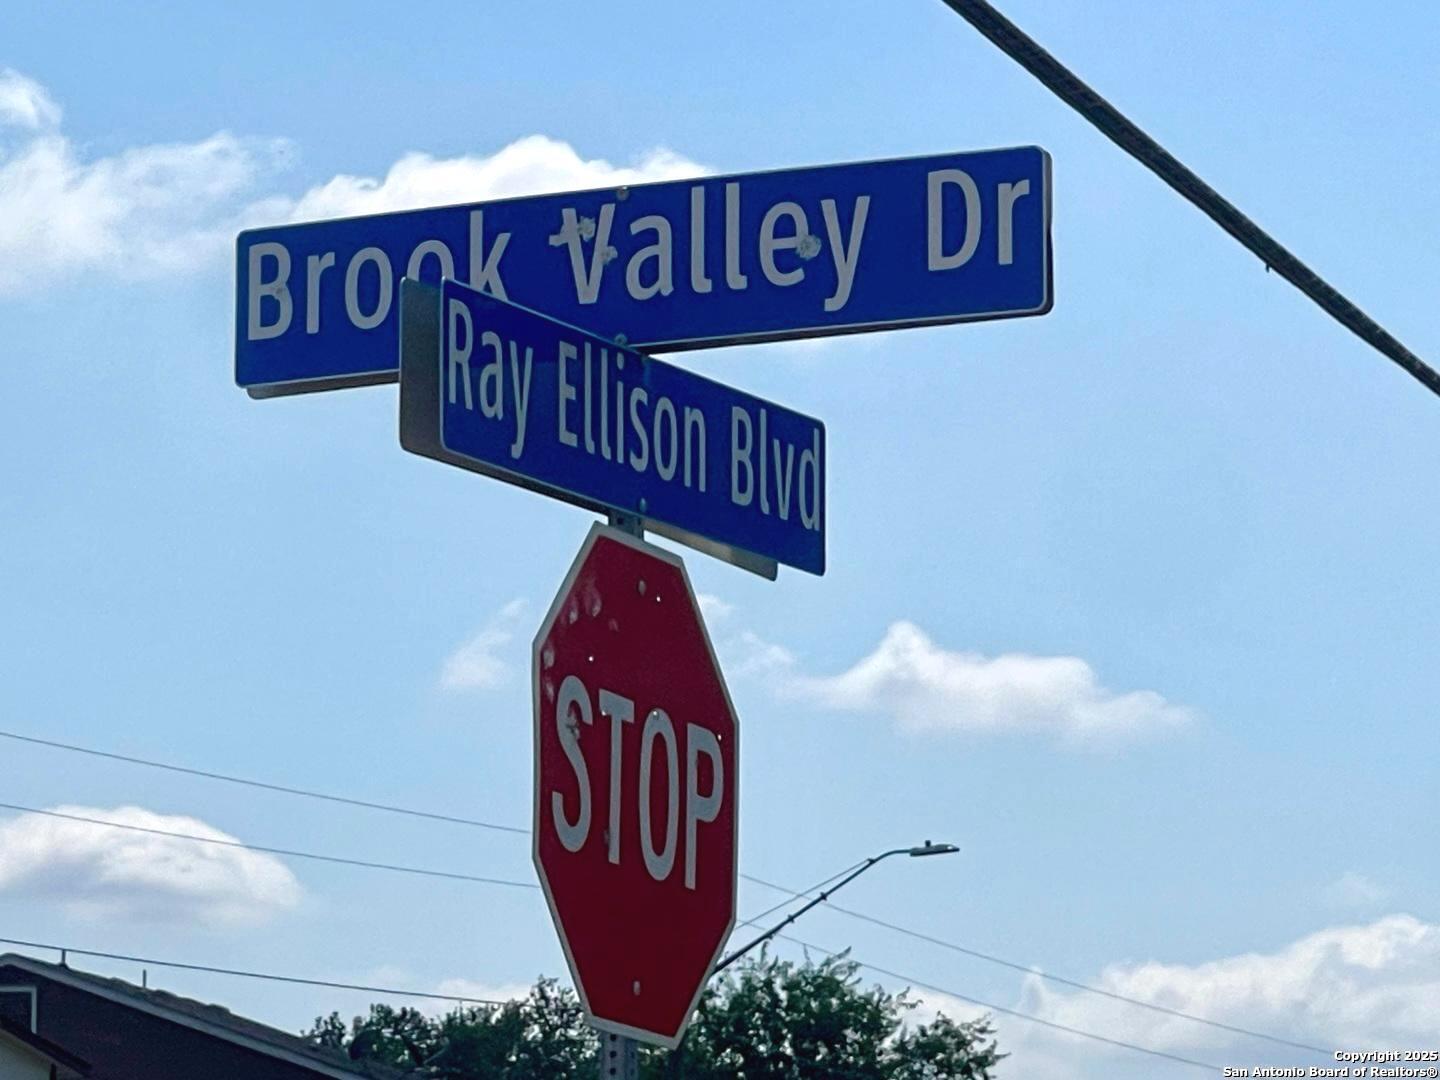 Brook Valley Dr
Ray Ellison Blvd
STOP
Copyright 2025
San Antonio Board of Realtors®